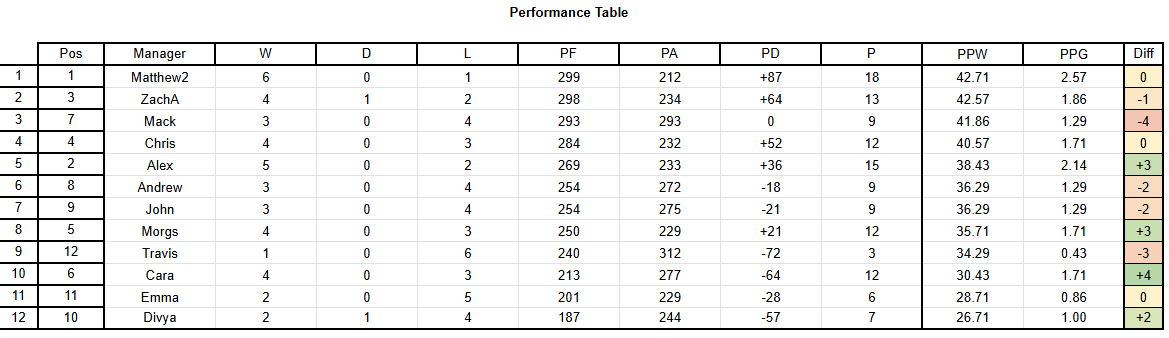 Performance Table
Pos Manager W D L PF PA PD P PPW PPG Diff
1 1 Matthew2 6 0 1 299 212 +87 18 42.71 2.57 0
2 3 ZachA 4 1 2 298 234 +64 13 42.57 1.86 -1
3 7 Mack 3 0 4 293 293 0 9 41.86 1.29 -4
4 4 Chris 4 0 3 284 232 +52 12 40.57 1.71 0
5 2 Alex 5 0 2 269 233 +36 15 38.43 2.14 +3
6 8 Andrew 3 0 4 254 272 -18 9 36.29 1.29 -2
7 9 John 3 0 4 254 275 -21 9 36.29 1.29 -2
8 5 Morgs 4 0 3 250 229 +21 12 35.71 1.71 +3
9 12 Travis 1 0 6 240 312 -72 3 34.29 0.43 -3
10 6 Cara 4 0 3 213 277 -64 12 30.43 1.71 +4
11 11 Emma 2 0 5 201 229 -28 6 28.71 0.86 0
12 10 Divya 2 1 4 187 244 -57 7 26.71 1.00 +2